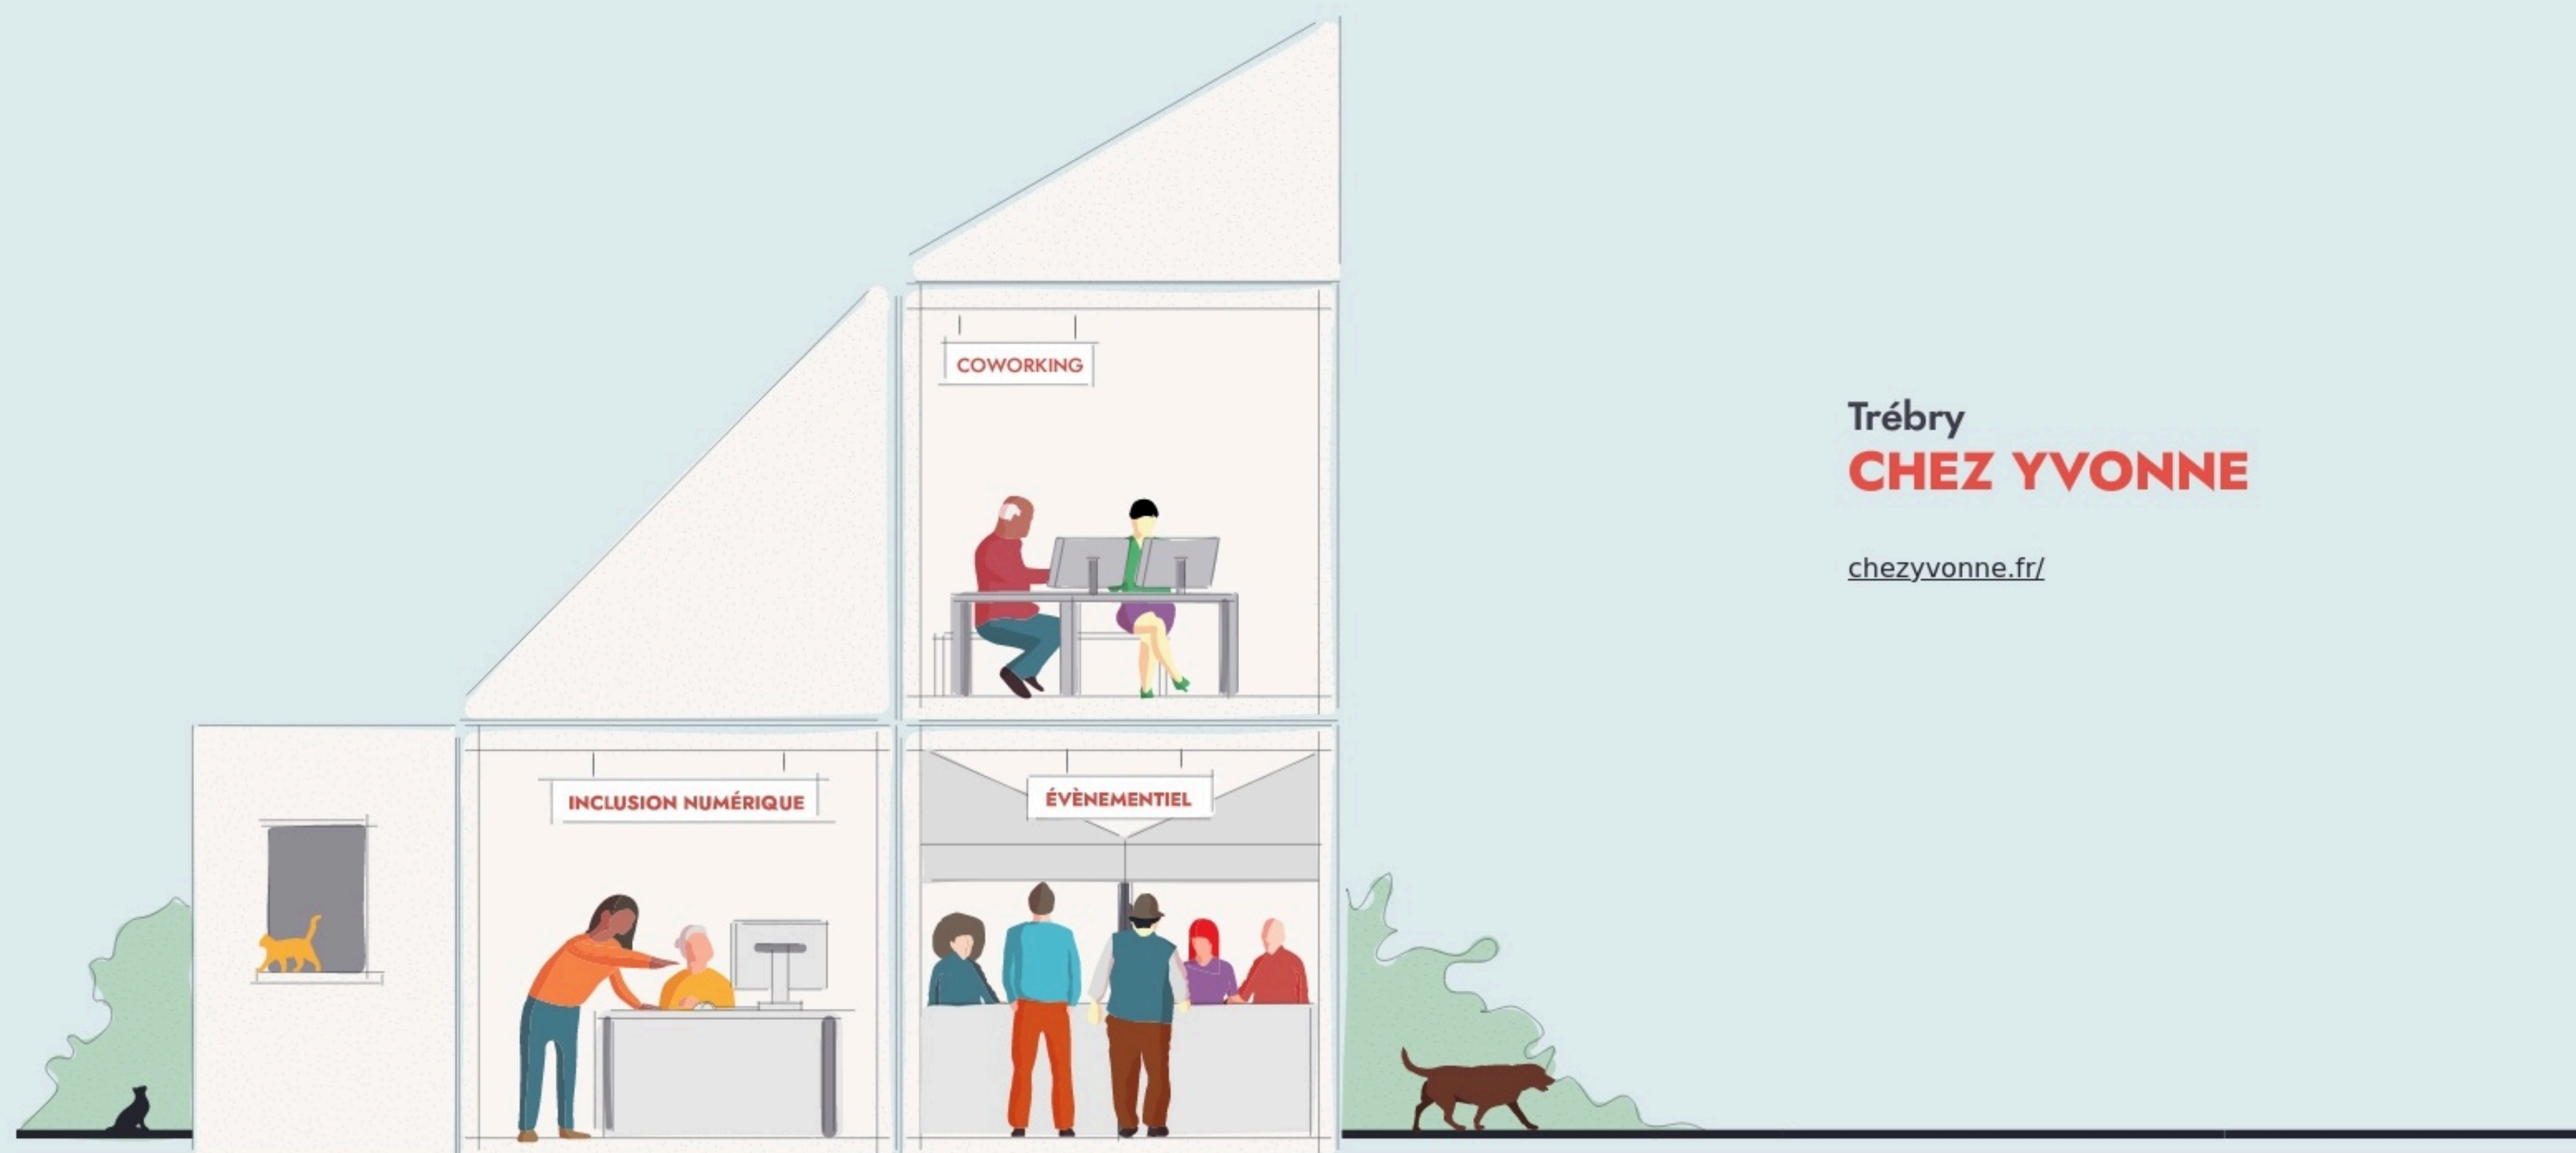 COWORKING
INCLUSION NUMÉRIQUE
ÉVÈNEMENTIEL
Trébry
CHEZ YVONNE
chezyvonne.fr/